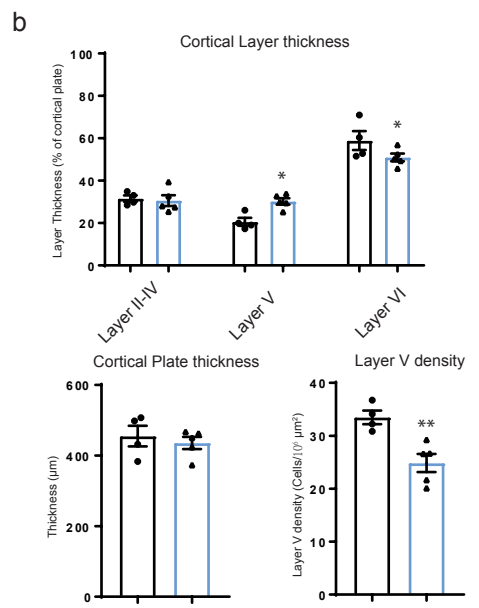 b
Cortical Layer thickness
Layer Thickness (% of cortical plate)
100
80
60
40
20
0
*
*
Layer II-IV
Layer V
Layer VI
Cortical Plate thickness
Thickness (µm)
600
400
200
0
Layer V density
Layer V density (Cells/10⁶ µm²)
40
30
20
10
0
**